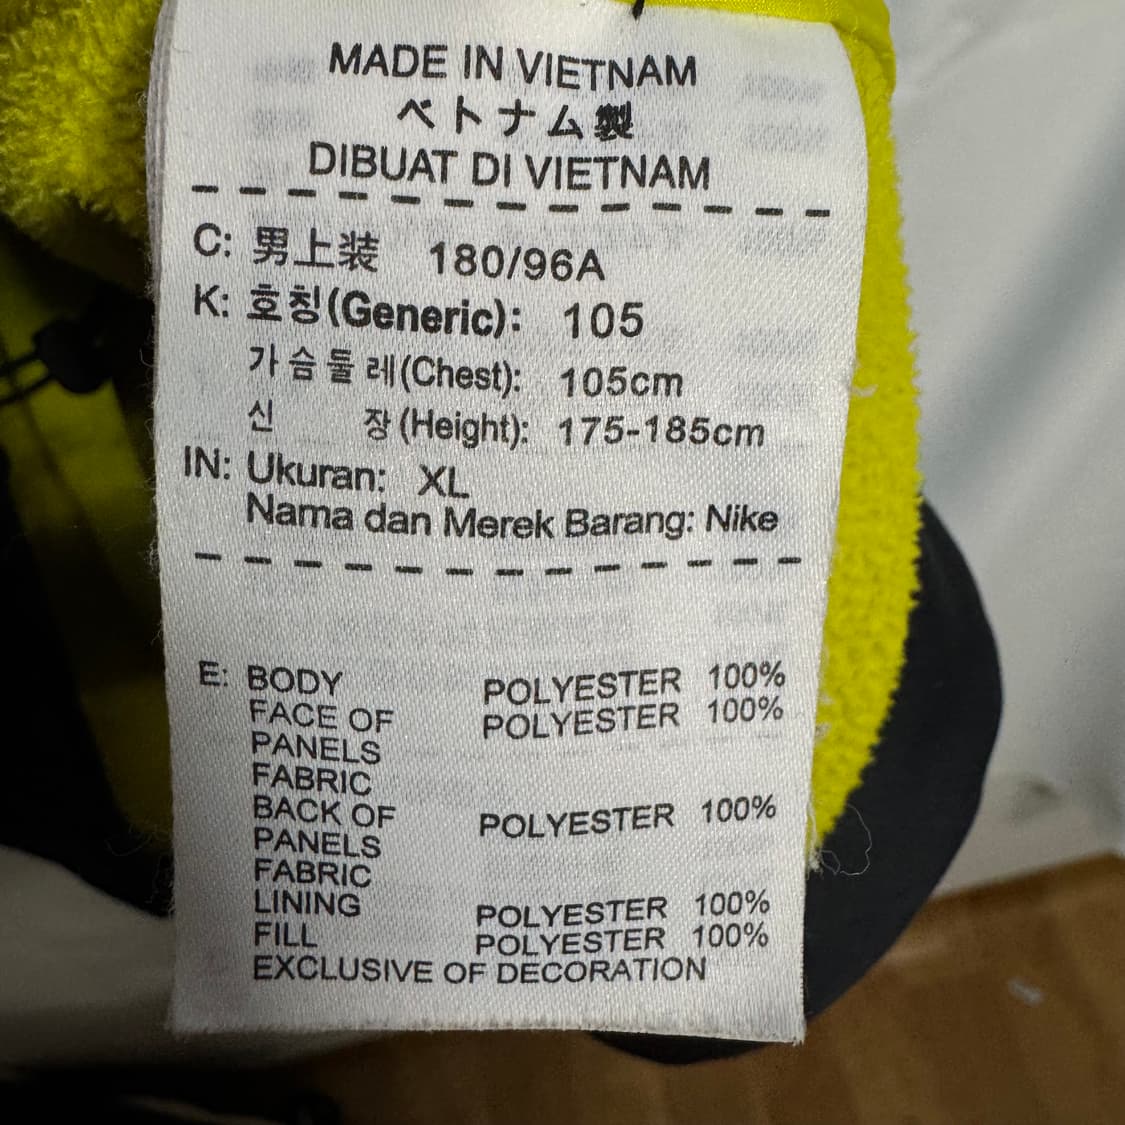 MADE IN VIETNAM
ベトナム製
DIBUAT DI VIETNAM
C: 男上装 180/96A
K: 호칭(Generic): 105
가슴둘레(Chest): 105cm
신 장(Height): 175-185cm
IN: Ukuran: XL
Nama dan Merek Barang: Nike
E: BODY POLYESTER 100%
FACE OF POLYESTER 100%
PANELS
FABRIC
BACK OF POLYESTER 100%
PANELS
FABRIC
LINING POLYESTER 100%
FILL POLYESTER 100%
EXCLUSIVE OF DECORATION